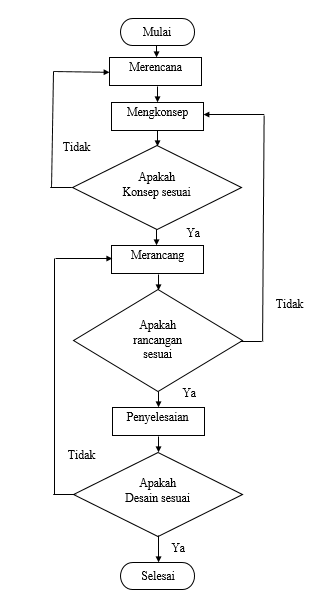 Mulai
Merencana
Mengkonsep
Tidak
Apakah
Konsep sesuai
Ya
Merancang
Tidak
Apakah
rancangan
sesuai
Ya
Penyelesaian
Tidak
Apakah
Desain sesuai
Ya
Selesai